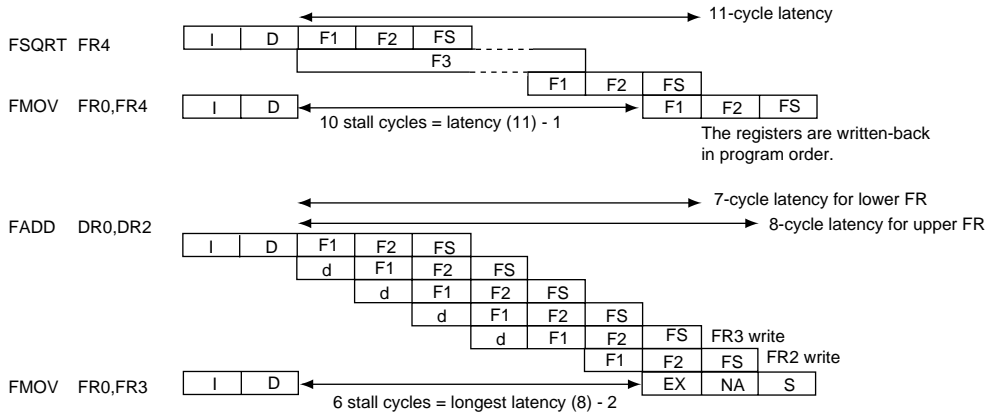 11-cycle latency
FSQRT FR4
I D F1 F2 FS
F3
F1 F2 FS
FMOV FR0,FR4
I D F1 F2 FS
10 stall cycles = latency (11) - 1
The registers are written-back
in program order.
7-cycle latency for lower FR
FADD DR0,DR2
8-cycle latency for upper FR
I D F1 F2 FS
d F1 F2 FS
d F1 F2 FS
d F1 F2 FS
d F1 F2 FS FR3 write
F1 F2 FS FR2 write
FMOV FR0,FR3
I D EX NA S
6 stall cycles = longest latency (8) - 2